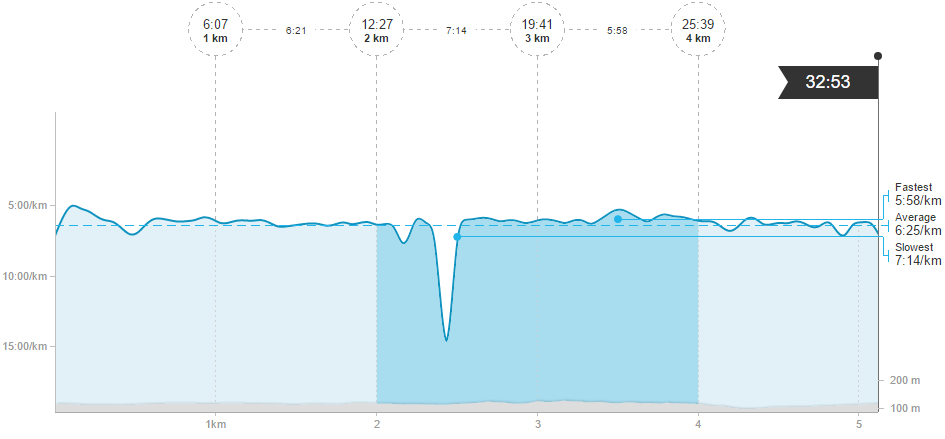 6:07
1 km
6:21
12:27
2 km
7:14
19:41
3 km
5:58
25:39
4 km
32:53
5:00/km
10:00/km
15:00/km
Fastest
5:58/km
Average
6:25/km
Slowest
7:14/km
200 m
100 m
1km
2
3
4
5